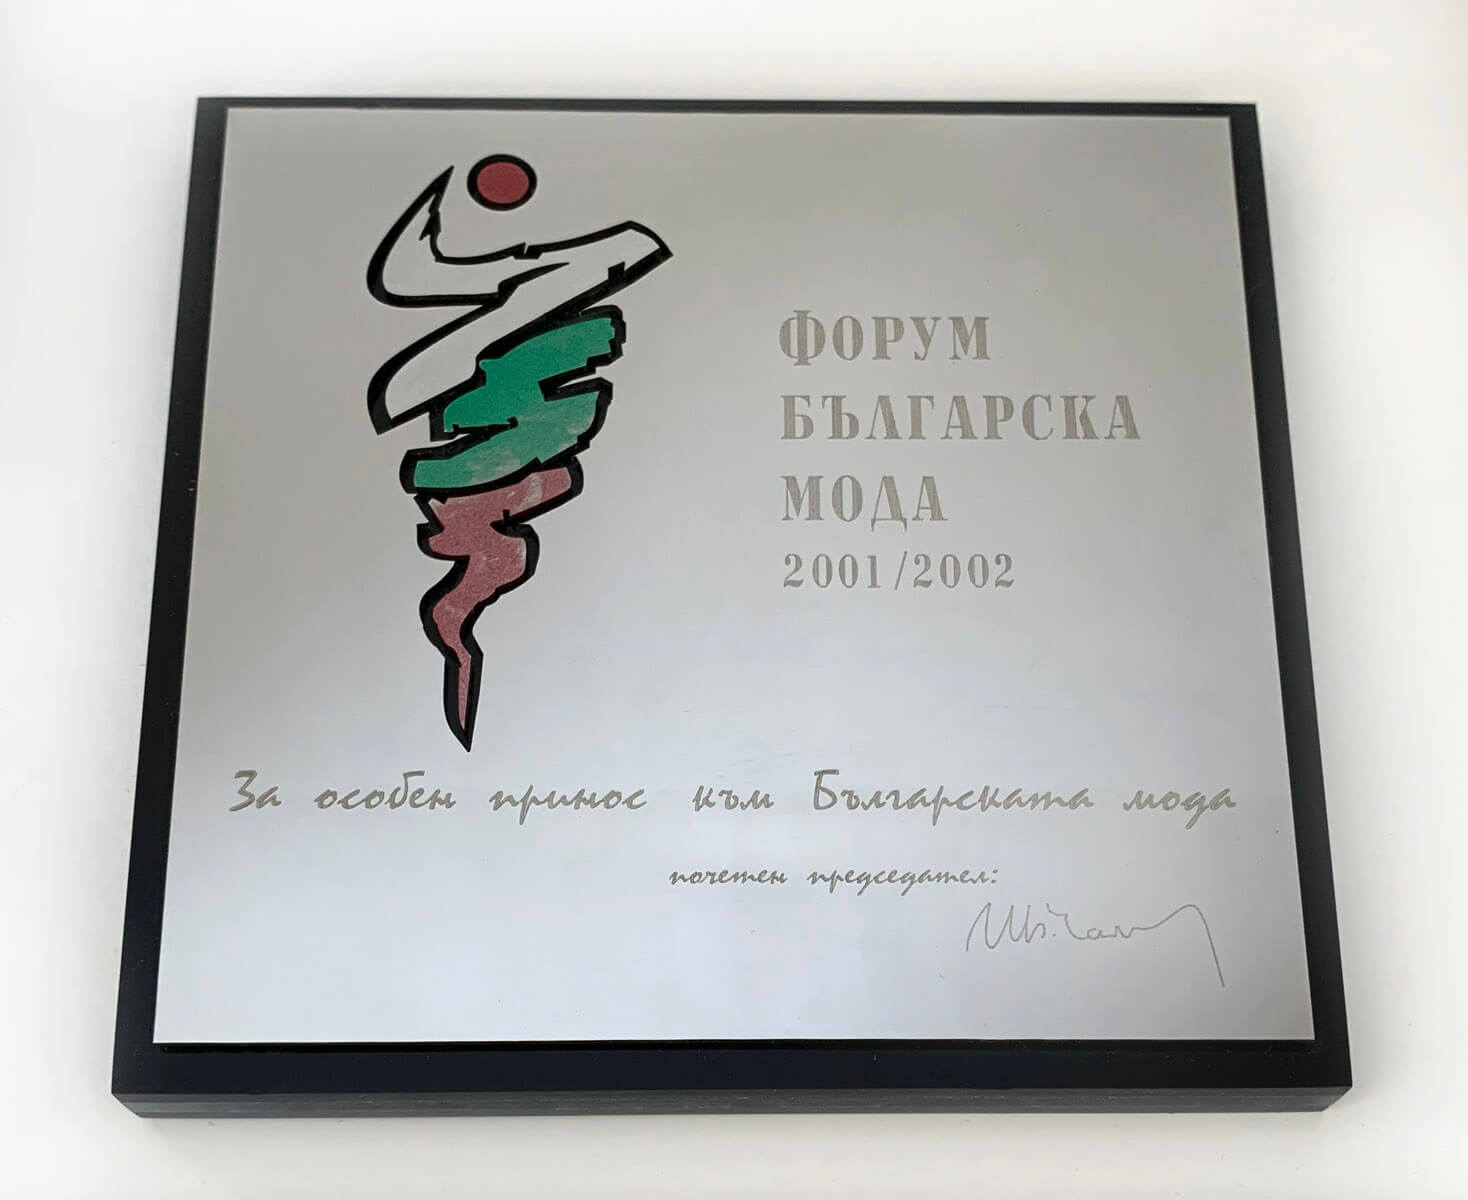 ФОРУМ
БЪЛГАРСКА
МОДА
2001/2002
За особен принос към Българската мода
почетен председател: